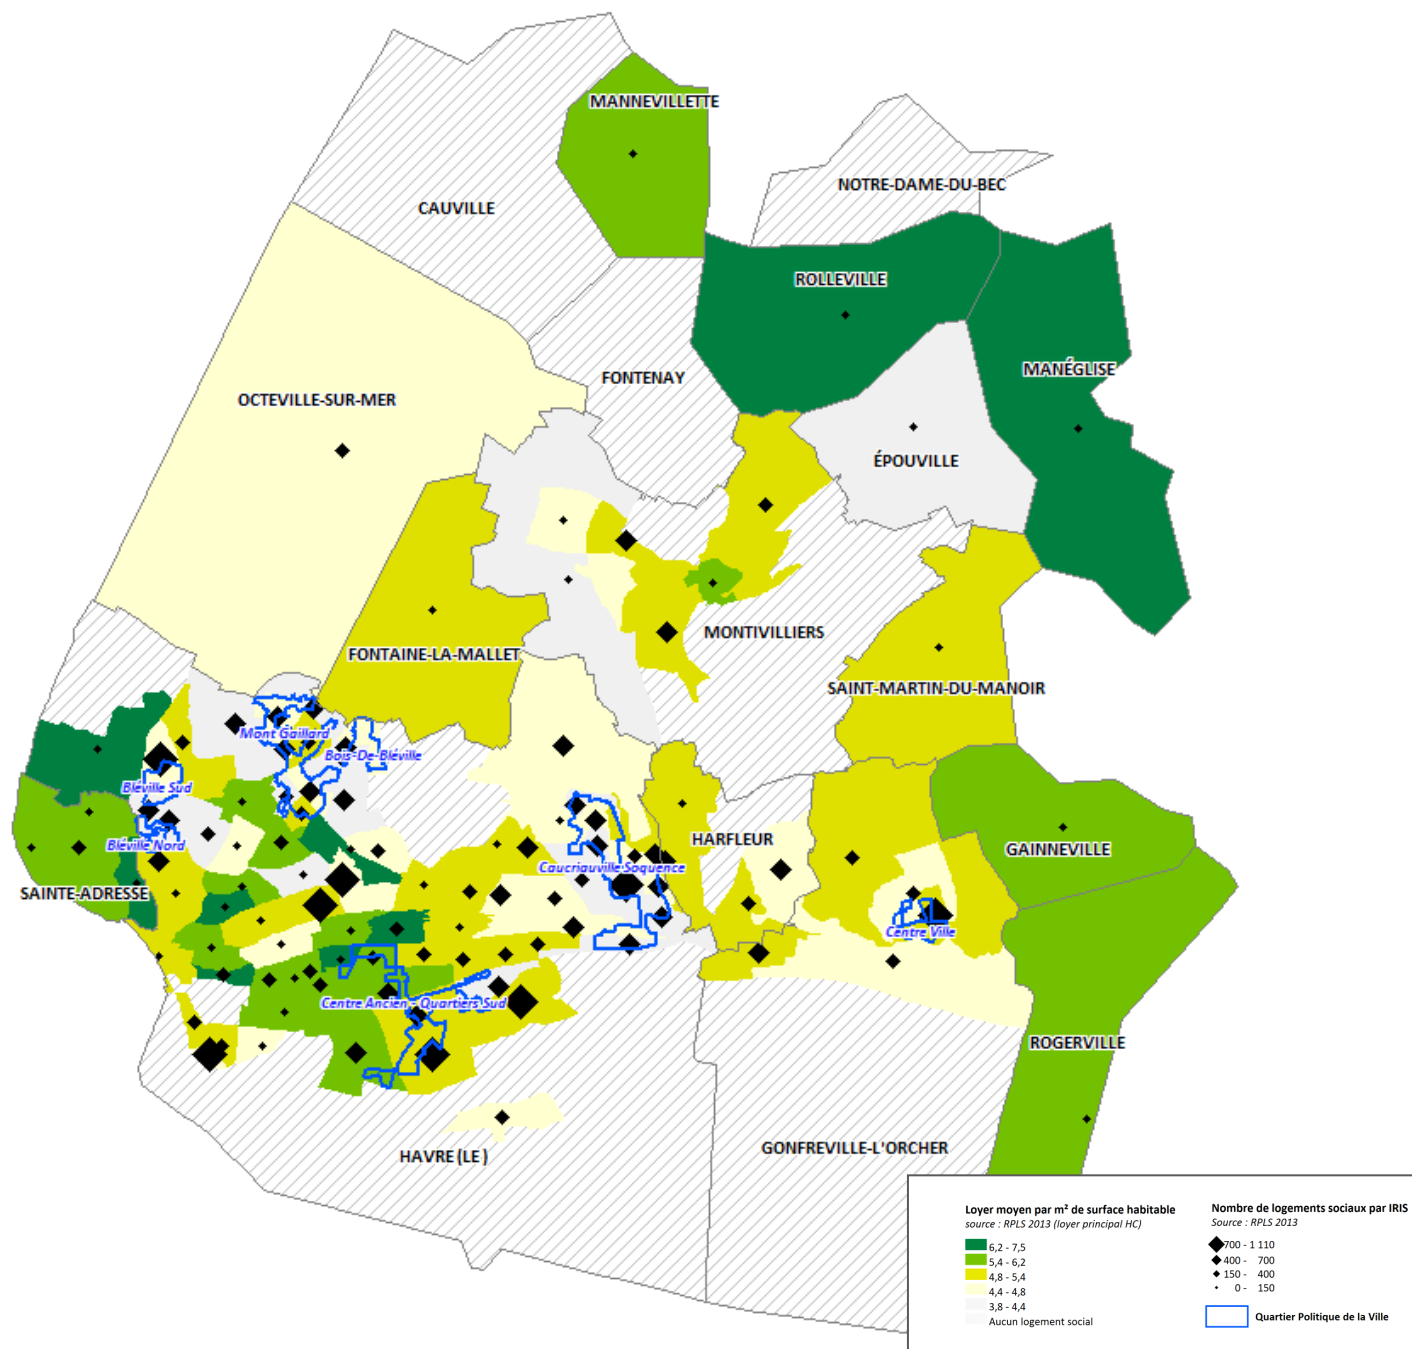 MANNEVILLETTE
NOTRE-DAME-DU-BEC
CAUVILLE
ROLLEVILLE
MANÉGLISE
FONTENAY
OCTEVILLE-SUR-MER
ÉPOUVILLE
MONTIVILLIERS
FONTAINE-LA-MALLET
SAINT-MARTIN-DU-MANOIR
Mont Gaillard
Bois-De-Bléville
Bléville Sud
HARFLEUR
Bléville Nord
GAINNEVILLE
Caucriauville Soquence
SAINTE-ADRESSE
Centre Ville
Centre Ancien - Quartiers Sud
ROGERVILLE
HAVRE (LE )
GONFREVILLE-L'ORCHER
Loyer moyen par m² de surface habitable
source : RPLS 2013 (loyer principal HC)
6,2 - 7,5
5,4 - 6,2
4,8 - 5,4
4,4 - 4,8
3,8 - 4,4
Aucun logement social
Nombre de logements sociaux par IRIS
Source : RPLS 2013
700 - 1 110
400 - 700
150 - 400
0 - 150
Quartier Politique de la Ville